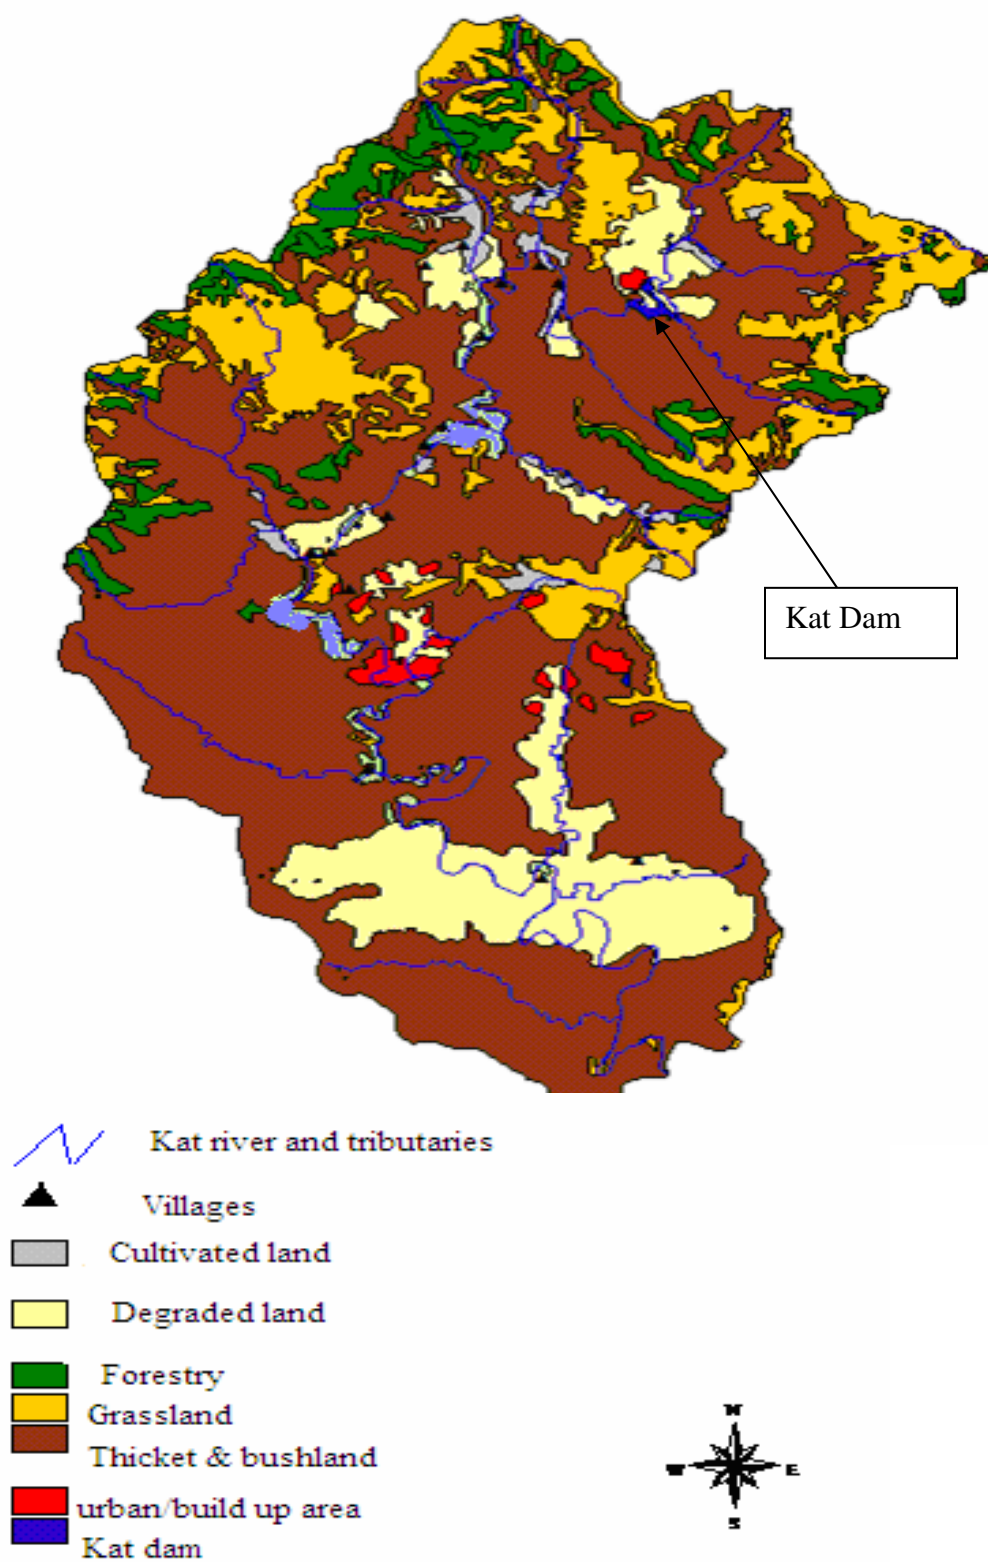 Kat Dam
Kat river and tributaries
Villages
Cultivated land
Degraded land
Forestry
Grassland
Thicket & bushland
urban/build up area
Kat dam
N
W E
S